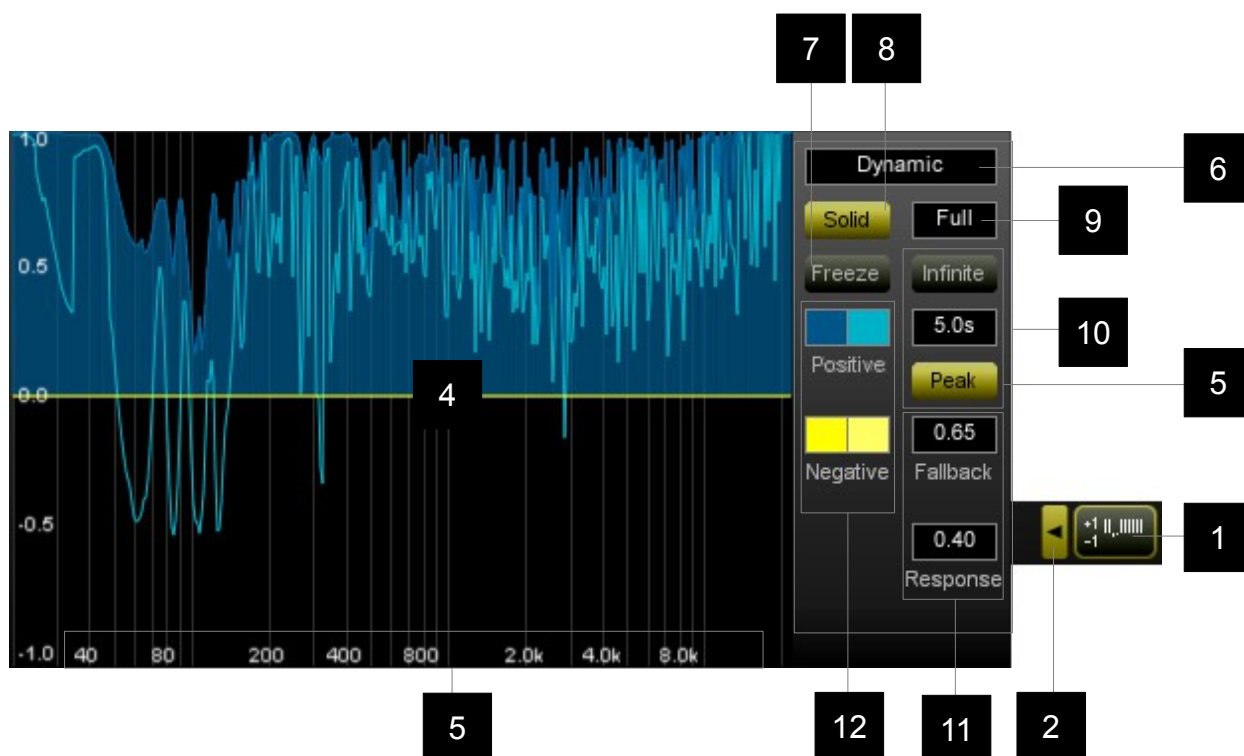 7 8
1.0
Dynamic
6
Solid Full
9
0.5
Freeze Infinite
5.0s
10
Positive
Peak
5
0.0
4
0.65
Negative Fallback
-0.5
+1
-1
1
0.40
Response
-1.0 40 80 200 400 800 2.0k 4.0k 8.0k
5 12 11 2